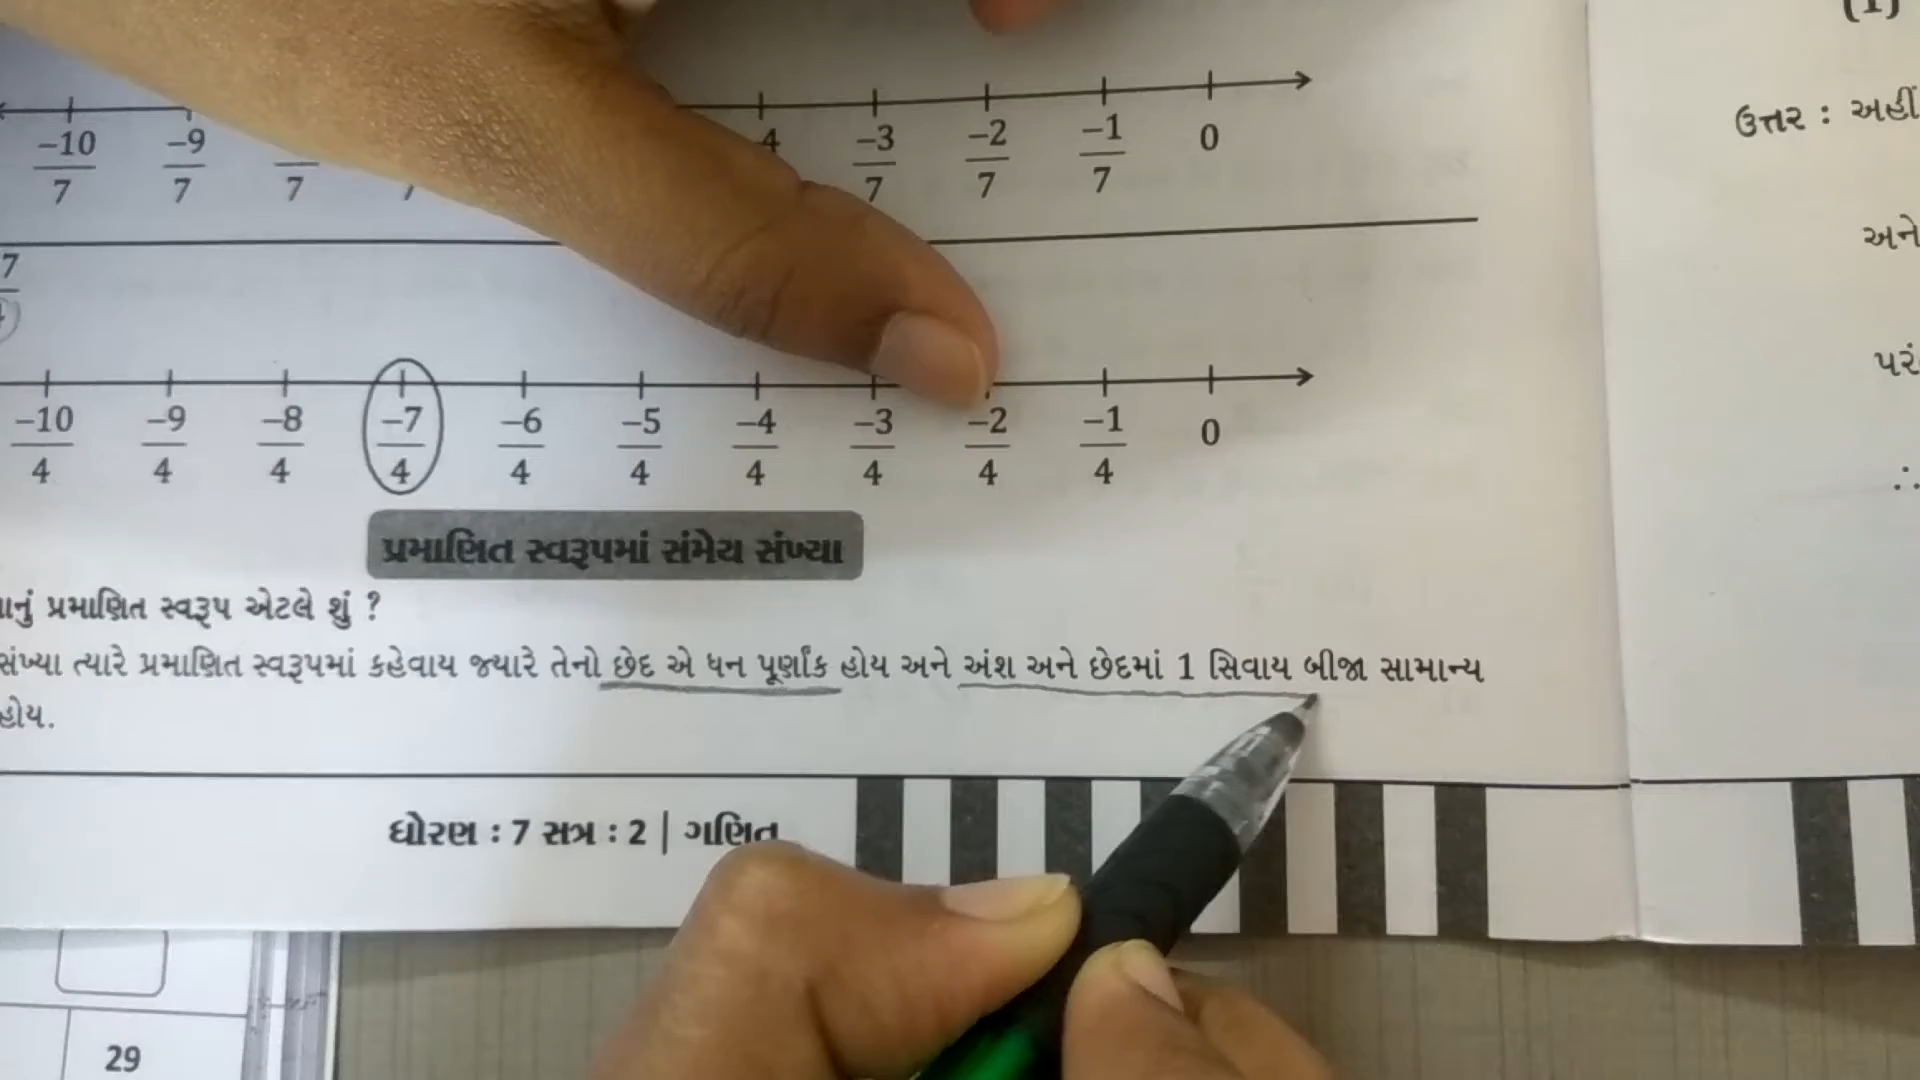 (1)
-10/7 -9/7 /7 -4 -3/7 -2/7 -1/7 0
ઉત્તર : અહીં
અને
7
-10/4 -9/4 -8/4 -7/4 -6/4 -5/4 -4/4 -3/4 -2/4 -1/4 0
પ્રમાણિત સ્વરૂપમાં સંમેય સંખ્યા
પ્રમાણિત સ્વરૂપ એટલે શું ?
સંખ્યા ત્યારે પ્રમાણિત સ્વરૂપમાં કહેવાય જ્યારે તેનો છેદ એ ધન પૂર્ણાંક હોય અને અંશ અને છેદમાં 1 સિવાય બીજા સામાન્ય
હોય.
ધોરણ : 7 સત્ર : 2 | ગણિત
29